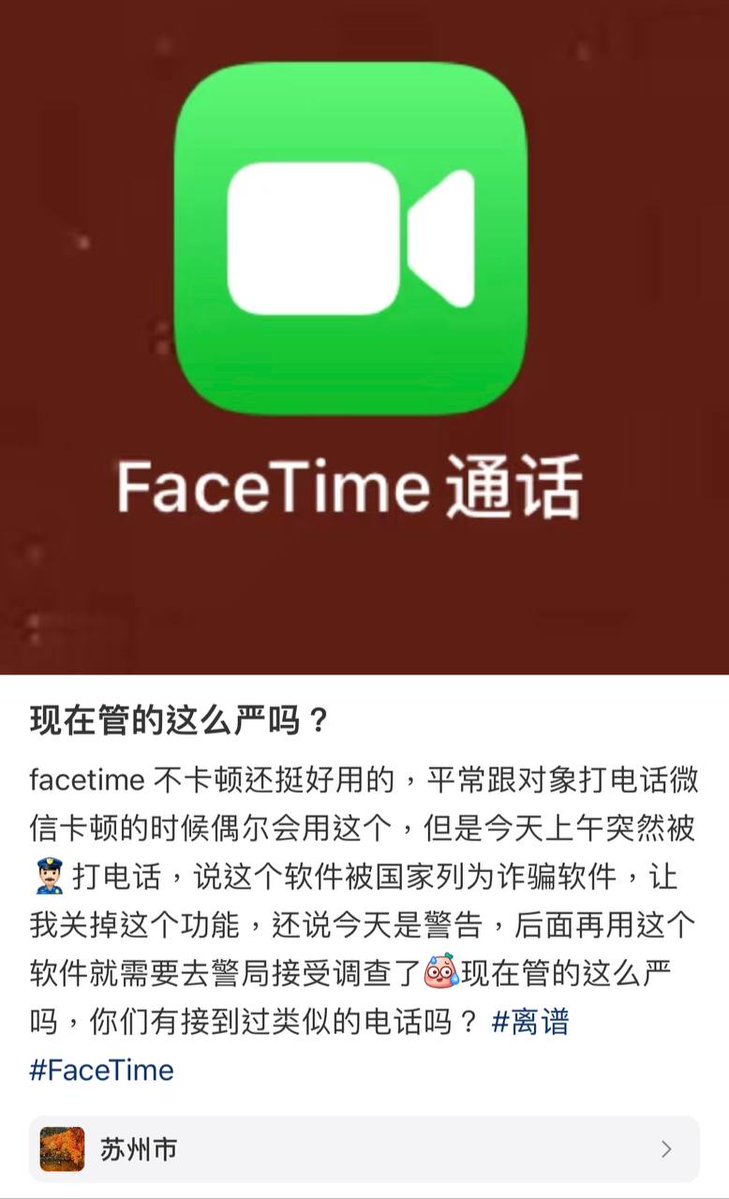 FaceTime 通话
现在管的这么严吗？
facetime 不卡顿还挺好用的，平常跟对象打电话微
信卡顿的时候偶尔会用这个，但是今天上午突然被
👮🏻‍♂️打电话，说这个软件被国家列为诈骗软件，让
我关掉这个功能，还说今天是警告，后面再用这个
软件就需要去警局接受调查了现在管的这么严
吗，你们有接到过类似的电话吗？ #离谱
#FaceTime
苏州市